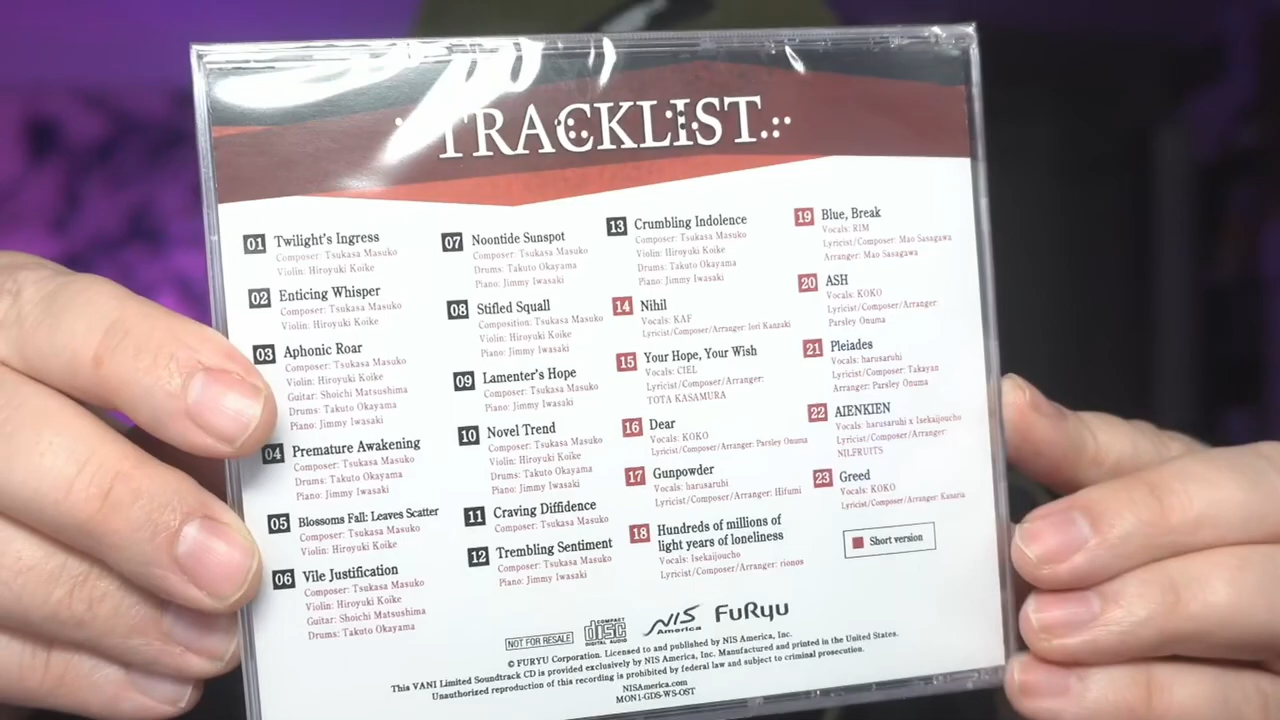 TRACKLIST
01 Twilight's Ingress
Composer: Tsukasa Masuko
Violin: Hiroyuki Koike
02 Enticing Whisper
Composer: Tsukasa Masuko
Violin: Hiroyuki Koike
03 Aphonic Roar
Composer: Tsukasa Masuko
Violin: Hiroyuki Koike
Guitar: Shoichi Matsushima
Drums: Takuto Okayama
Piano: Jimmy Iwasaki
04 Premature Awakening
Composer: Tsukasa Masuko
Drums: Takuto Okayama
Piano: Jimmy Iwasaki
05 Blossoms Fall: Leaves Scatter
Composer: Tsukasa Masuko
Violin: Hiroyuki Koike
06 Vile Justification
Composer: Tsukasa Masuko
Violin: Hiroyuki Koike
Guitar: Shoichi Matsushima
Drums: Takuto Okayama
07 Noontide Sunspot
Composer: Tsukasa Masuko
Drums: Takuto Okayama
Piano: Jimmy Iwasaki
08 Stifled Squall
Composition: Tsukasa Masuko
Violin: Hiroyuki Koike
Piano: Jimmy Iwasaki
09 Lamenter's Hope
Composer: Tsukasa Masuko
Piano: Jimmy Iwasaki
10 Novel Trend
Composer: Tsukasa Masuko
Violin: Hiroyuki Koike
Drums: Takuto Okayama
Piano: Jimmy Iwasaki
11 Craving Diffidence
Composer: Tsukasa Masuko
12 Trembling Sentiment
Composer: Tsukasa Masuko
Piano: Jimmy Iwasaki
13 Crumbling Indolence
Composer: Tsukasa Masuko
Violin: Hiroyuki Koike
Drums: Takuto Okayama
Piano: Jimmy Iwasaki
14 Nihil
Vocals: KAF
Lyricist/Composer/Arranger: Iori Kanzaki
15 Your Hope, Your Wish
Vocals: CIEL
Lyricist/Composer/Arranger:
TOTA KASAMURA
16 Dear
Vocals: KOKO
Lyricist/Composer/Arranger: Parsley Onuma
17 Gunpowder
Vocals: harusaruhi
Lyricist/Composer/Arranger: Hifumi
18 Hundreds of millions of
light years of loneliness
Vocals: Isekaijoucho
Lyricist/Composer/Arranger: rionos
19 Blue, Break
Vocals: RIM
Lyricist/Composer: Mao Sasagawa
Arranger: Mao Sasagawa
20 ASH
Vocals: KOKO
Lyricist/Composer/Arranger:
Parsley Onuma
21 Pleiades
Vocals: harusaruhi
Lyricist/Composer: Takayan
Arranger: Parsley Onuma
22 AIENKIEN
Vocals: harusaruhi x Isekaijoucho
Lyricist/Composer/Arranger:
NILFRUITS
23 Greed
Vocals: KOKO
Lyricist/Composer/Arranger: Kasaria
Short version
NOT FOR RESALE
COMPACT
disc
DIGITAL AUDIO
NIS
America
FuRyu
© FURYU Corporation. Licensed to and published by NIS America, Inc.
This VANI Limited Soundtrack CD is provided exclusively by NIS America, Inc. Manufactured and printed in the United States.
Unauthorized reproduction of this recording is prohibited by federal law and subject to criminal prosecution.
NISAmerica.com
MON1-GDS-WS-OST